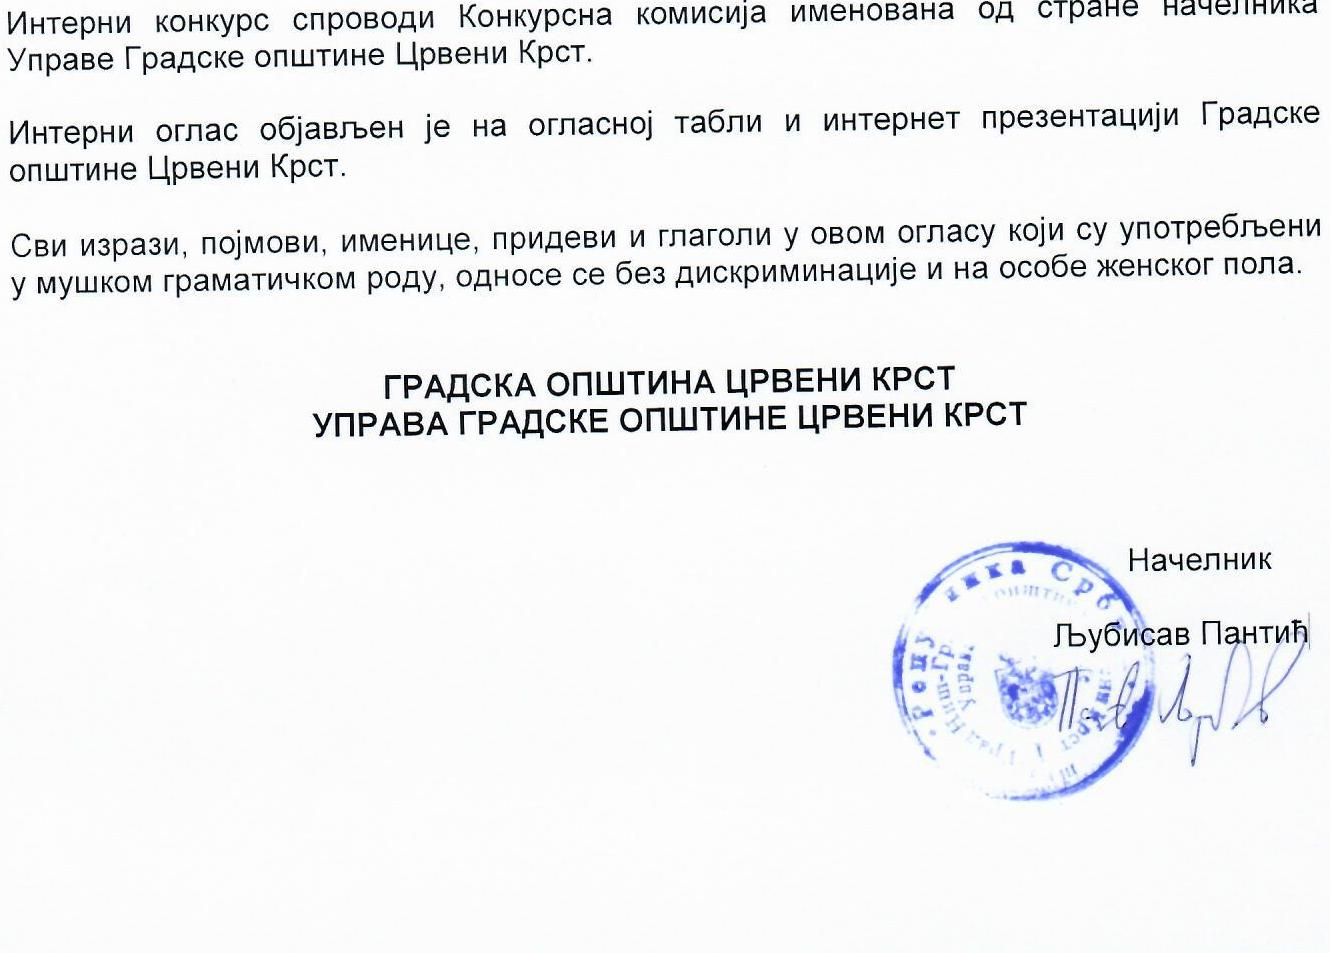 Интерни конкурс спроводи Конкурсна комисија именована од стране начелника
Управе Градске општине Црвени Крст.
Интерни оглас објављен је на огласној табли и интернет презентацији Градске
општине Црвени Крст.
Сви изрази, појмови, именице, придеви и глаголи у овом огласу који су употребљени
у мушком граматичком роду, односе се без дискриминације и на особе женског пола.
ГРАДСКА ОПШТИНА ЦРВЕНИ КРСТ
УПРАВА ГРАДСКЕ ОПШТИНЕ ЦРВЕНИ КРСТ
Начелник
Љубисав Пантић